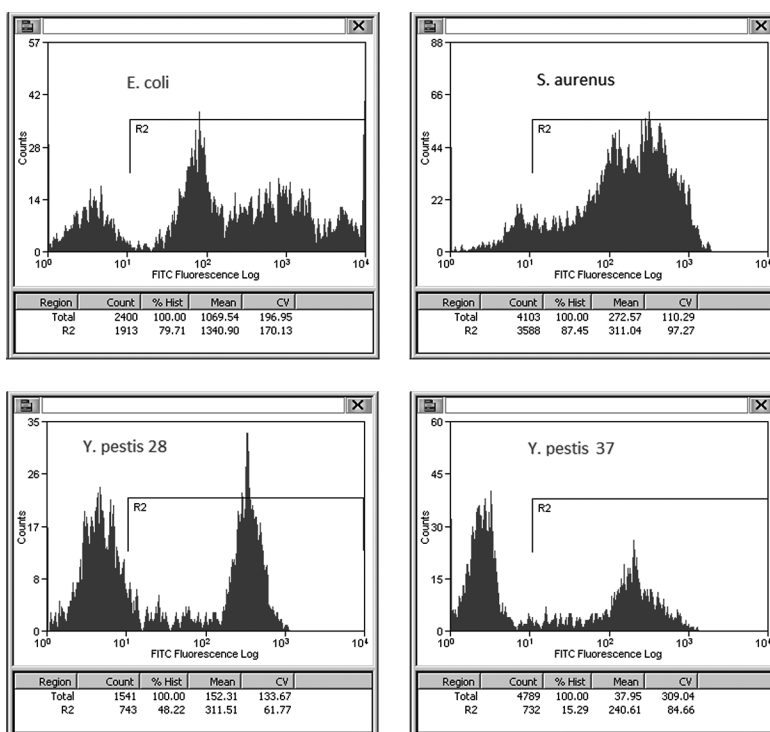 57
42
28
14
0
Counts
E. coli
R2
10⁰ 10¹ 10² 10³ 10⁴
FITC Fluorescence Log
Region Count % Hist Mean CV
Total 2400 100.00 1069.54 196.95
R2 1913 79.71 1340.90 170.13
88
66
44
22
0
Counts
S. aurenus
R2
10⁰ 10¹ 10² 10³ 10⁴
FITC Fluorescence Log
Region Count % Hist Mean CV
Total 4103 100.00 272.57 110.29
R2 3588 87.45 311.04 97.27
35
26
17
8
0
Counts
Y. pestis 28
R2
10⁰ 10¹ 10² 10³ 10⁴
FITC Fluorescence Log
Region Count % Hist Mean CV
Total 1541 100.00 152.31 133.67
R2 743 48.22 311.51 61.77
60
45
30
15
0
Counts
Y. pestis 37
R2
10⁰ 10¹ 10² 10³ 10⁴
FITC Fluorescence Log
Region Count % Hist Mean CV
Total 4789 100.00 37.95 309.04
R2 732 15.29 240.61 84.66